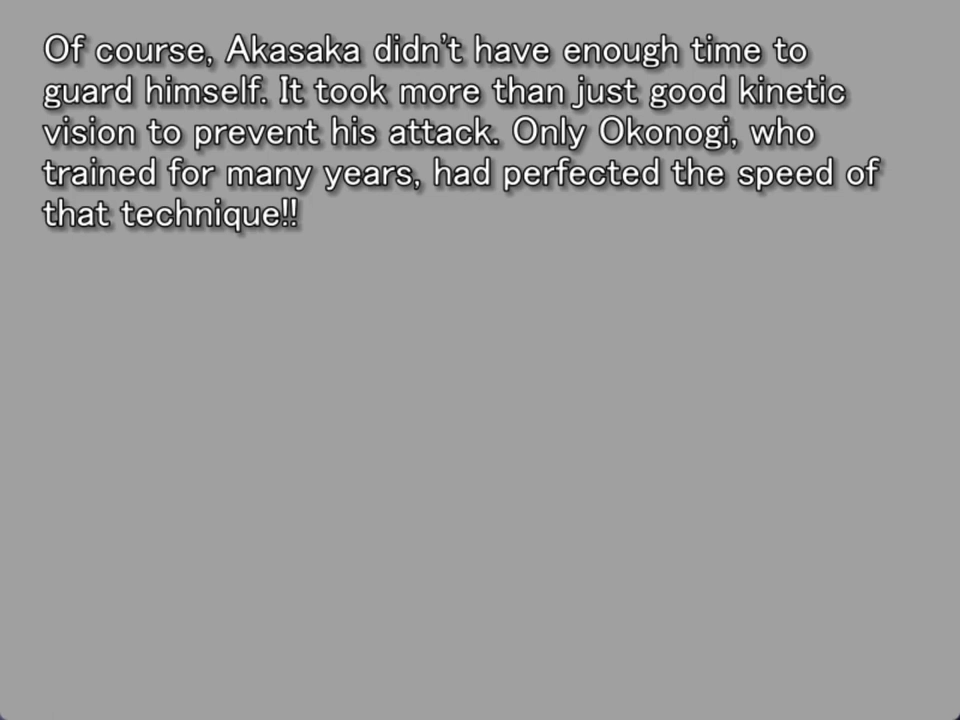 Of course, Akasaka didn't have enough time to
guard himself. It took more than just good kinetic
vision to prevent his attack. Only Okonogi, who
trained for many years, had perfected the speed of
that technique!!